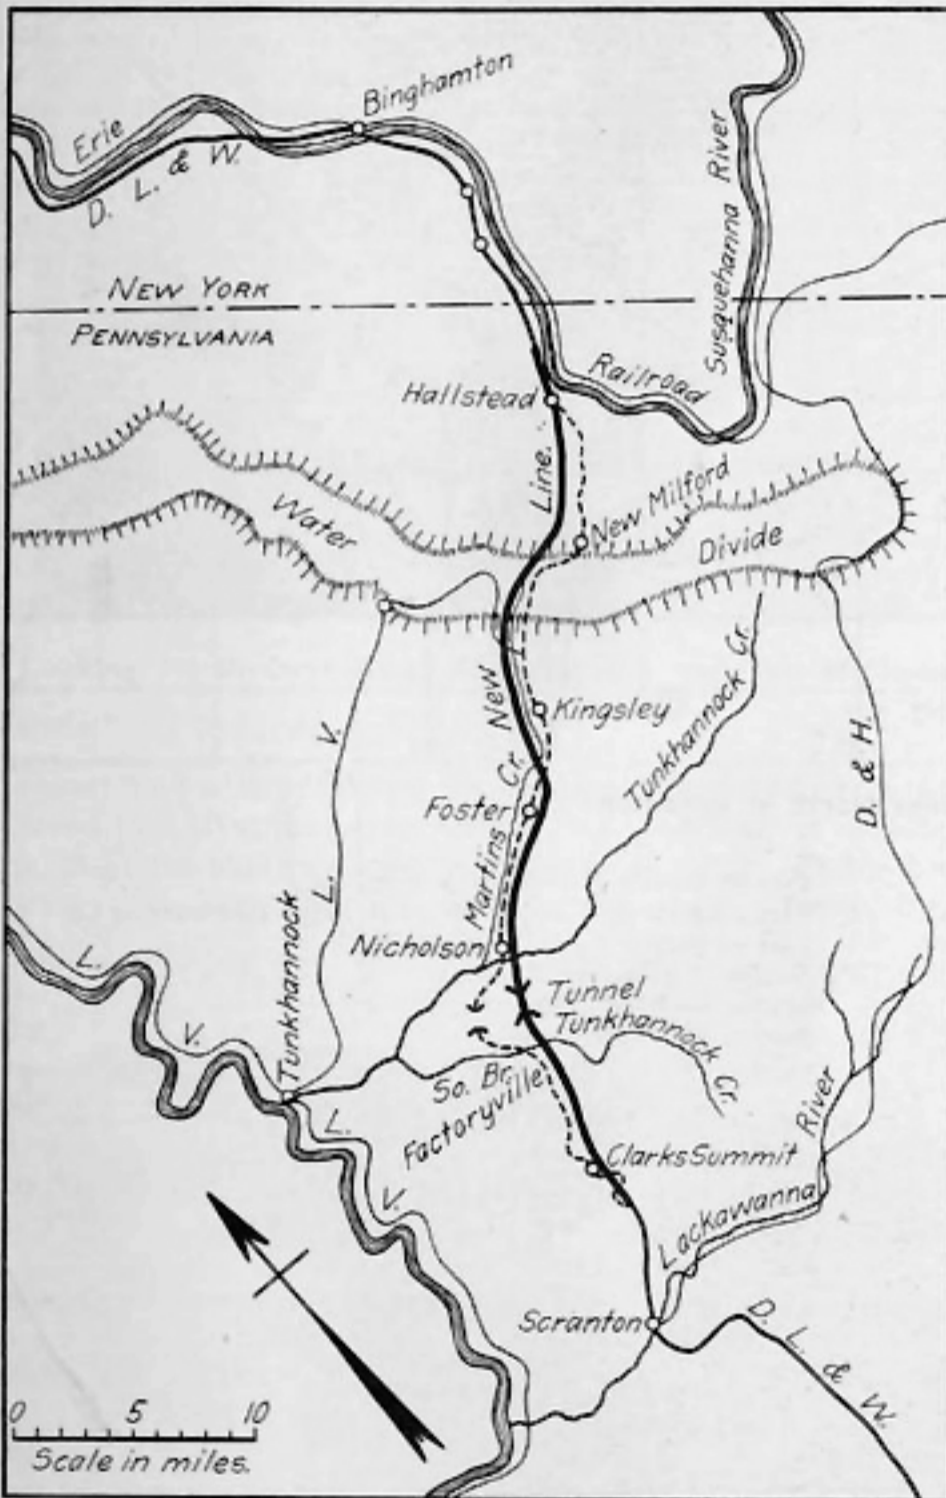 Binghamton
Erie
D. L. & W.
Susquehanna River
NEW YORK
PENNSYLVANIA
Railroad
Hallstead
Line.
New Milford
Water
Divide
New
Kingsley
Tunkhannock Cr.
L. V.
D. & H.
Foster
Martins Cr.
Nicholson
Tunkhannock
L. V.
Tunnel
Tunkhannock Cr.
So. Br.
Factoryville
River
L. V.
Clarks Summit
Lackawanna
Scranton
D. L. & W.
0 5 10
Scale in miles.